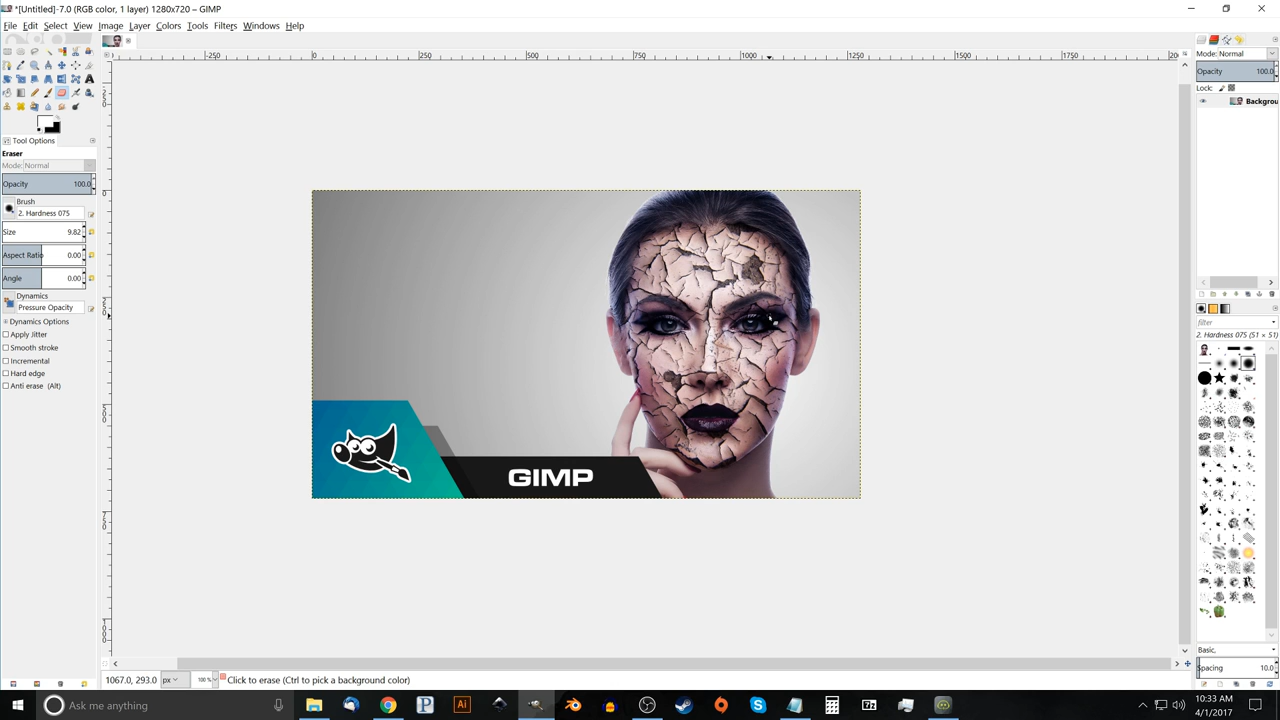 *[Untitled]-7.0 (RGB color, 1 layer) 1280x720 – GIMP
File Edit Select View Image Layer Colors Tools Filters Windows Help
250 0 250 500 750 1000 1250 1500 1750
Tool Options
Eraser
Mode: Normal
Opacity 100.0
Brush
2. Hardness 075
Size 9.82
Aspect Ratio 0.00
Angle 0.00
Dynamics
Pressure Opacity
Dynamics Options
Apply Jitter
Smooth stroke
Incremental
Hard edge
Anti erase (Alt)
GIMP
Mode: Normal
Opacity 100.0
Lock:
Backgrou
filter
2. Hardness 075 (51 × 51)
Basic,
Spacing 10.0
1067.0, 293.0 px 100 % Click to erase (Ctrl to pick a background color)
Ask me anything
10:33 AM
4/1/2017